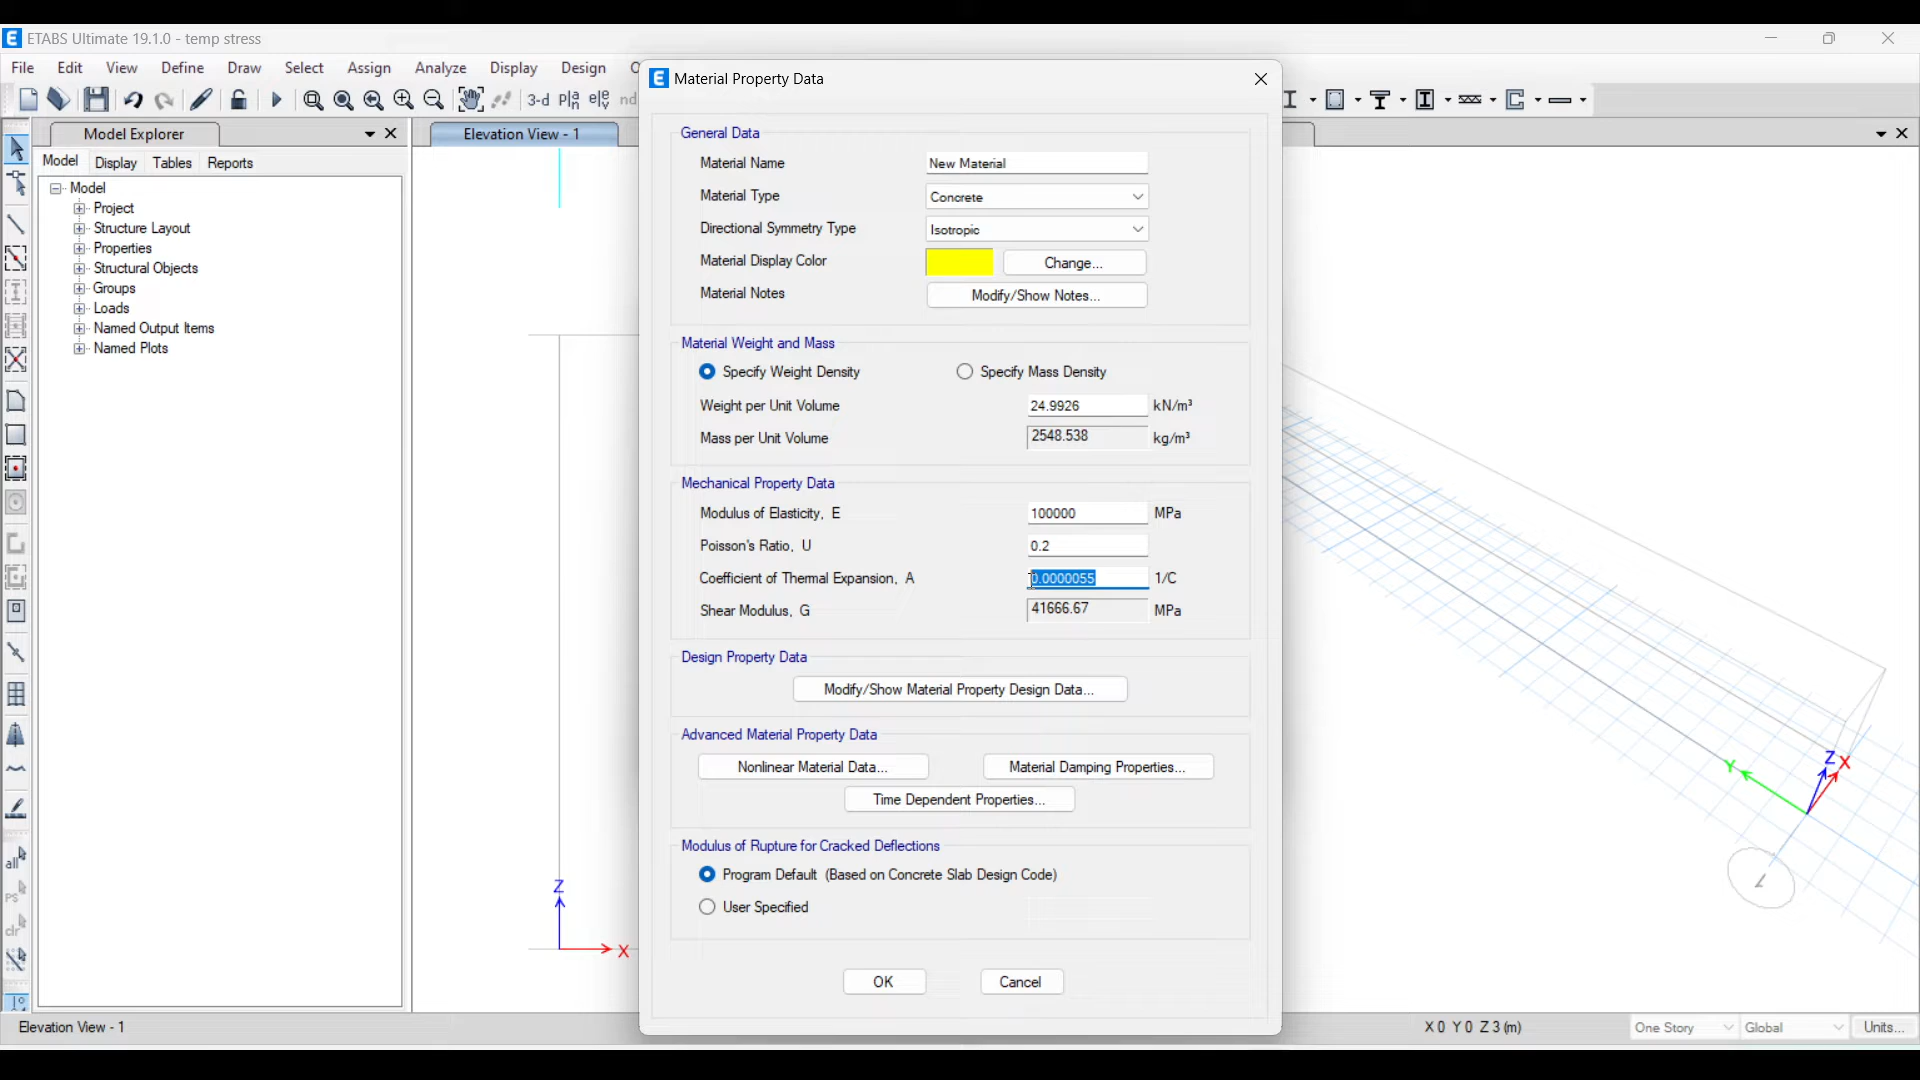 ETABS Ultimate 19.1.0 - temp stress
File Edit View Define Draw Select Assign Analyze Display Design
3-d
Model Explorer
Elevation View - 1
Model Display Tables Reports
Model
Project
Structure Layout
Properties
Structural Objects
Groups
Loads
Named Output Items
Named Plots
all
PS
clr
Z
X
Material Property Data
General Data
Material Name New Material
Material Type Concrete
Directional Symmetry Type Isotropic
Material Display Color Change...
Material Notes Modify/Show Notes...
Material Weight and Mass
Specify Weight Density Specify Mass Density
Weight per Unit Volume 24.9926 kN/m³
Mass per Unit Volume 2548.538 kg/m³
Mechanical Property Data
Modulus of Elasticity, E 100000 MPa
Poisson's Ratio, U 0.2
Coefficient of Thermal Expansion, A 0.0000055 1/C
Shear Modulus, G 41666.67 MPa
Design Property Data
Modify/Show Material Property Design Data...
Advanced Material Property Data
Nonlinear Material Data... Material Damping Properties...
Time Dependent Properties...
Modulus of Rupture for Cracked Deflections
Program Default (Based on Concrete Slab Design Code)
User Specified
OK Cancel
Y
Z
X
Elevation View - 1
X 0 Y 0 Z 3 (m)
One Story Global Units...